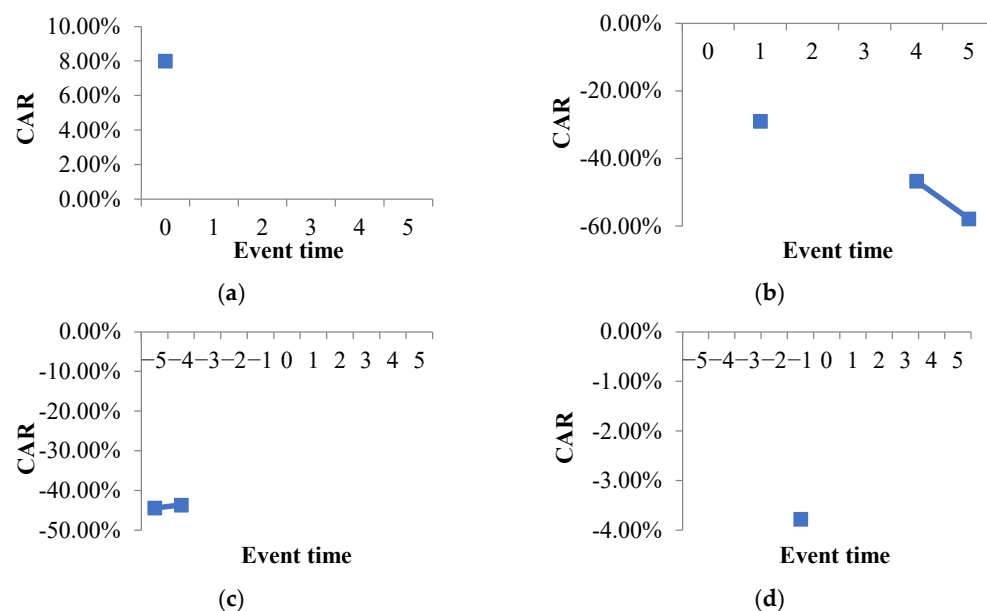 10.00%
8.00%
6.00%
4.00%
2.00%
0.00%
CAR
0 1 2 3 4 5
Event time
(a)
0.00%
-20.00%
-40.00%
-60.00%
CAR
0 1 2 3 4 5
Event time
(b)
0.00%
-10.00%
-20.00%
-30.00%
-40.00%
-50.00%
CAR
−5 −4 −3 −2 −1 0 1 2 3 4 5
Event time
(c)
0.00%
-1.00%
-2.00%
-3.00%
-4.00%
CAR
−5 −4 −3 −2 −1 0 1 2 3 4 5
Event time
(d)